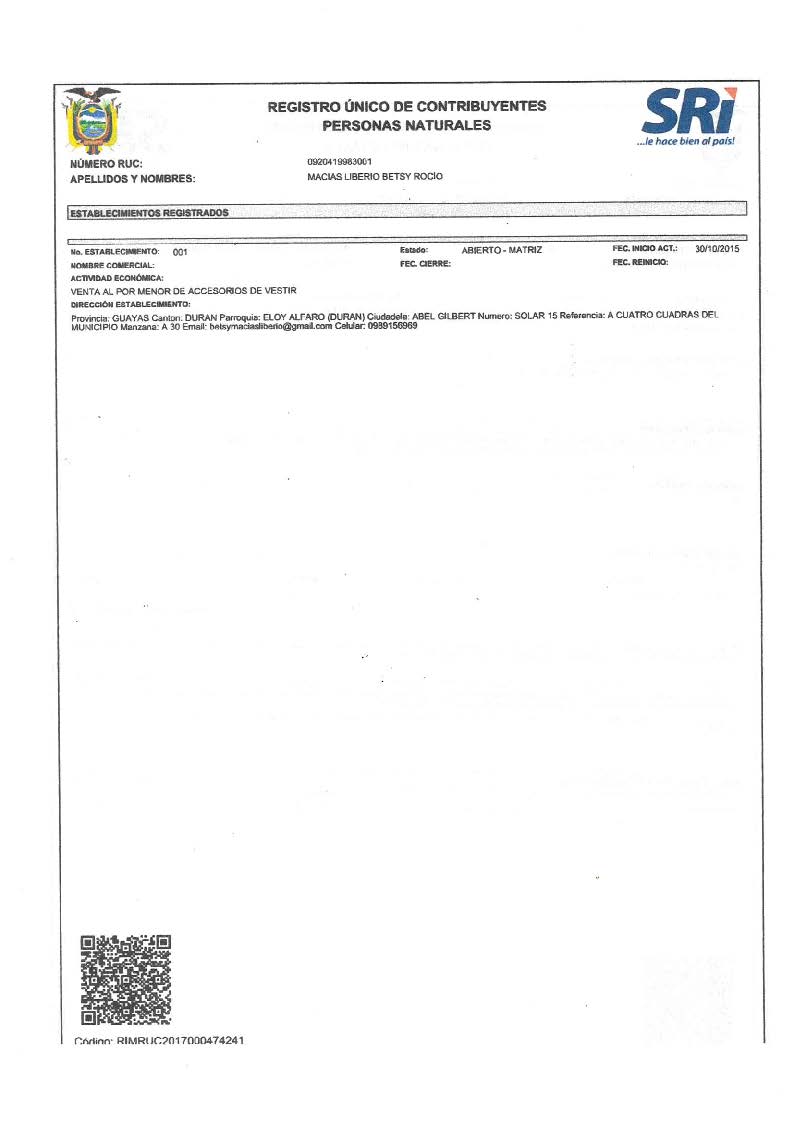 REGISTRO ÚNICO DE CONTRIBUYENTES
PERSONAS NATURALES
SRi
...le hace bien al país!
NÚMERO RUC: 0920419983001
APELLIDOS Y NOMBRES: MACIAS LIBERIO BETSY ROCIO
ESTABLECIMIENTOS REGISTRADOS
No. ESTABLECIMIENTO: 001 Estado: ABIERTO - MATRIZ FEC. INICIO ACT.: 30/10/2015
NOMBRE COMERCIAL: FEC. CIERRE: FEC. REINICIO:
ACTIVIDAD ECONÓMICA:
VENTA AL POR MENOR DE ACCESORIOS DE VESTIR
DIRECCIÓN ESTABLECIMIENTO:
Provincia: GUAYAS Canton: DURAN Parroquia: ELOY ALFARO (DURAN) Ciudadela: ABEL GILBERT Numero: SOLAR 15 Referencia: A CUATRO CUADRAS DEL
MUNICIPIO Manzana: A 30 Email: betsymaciasliberio@gmail.com Celular: 0989156969
Código: RIMRUC2017000474241